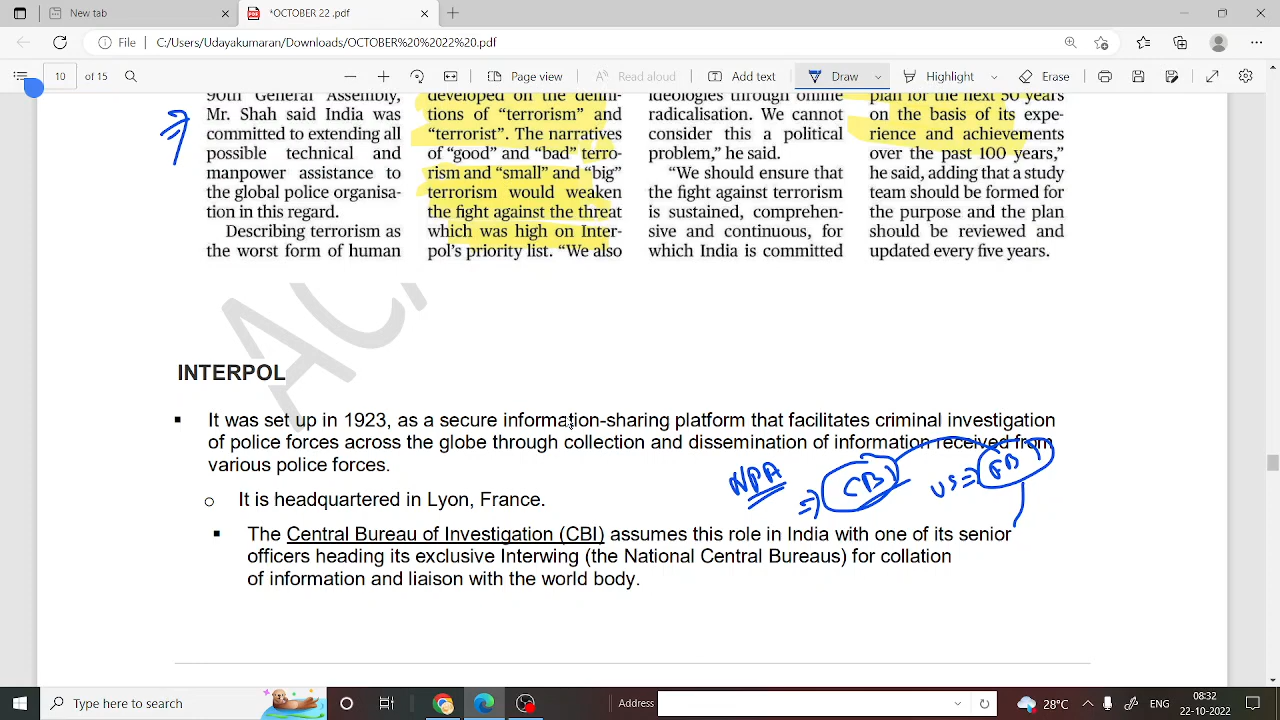 New tab
*OCTOBER 22 .pdf
File
C:/Users/Udayakumaran/Downloads/OCTOBER%20%2022%20.pdf
10 of 15
Page view
Read aloud
Add text
Draw
Highlight
Erase
90th General Assembly,
Mr. Shah said India was
committed to extending all
possible technical and
manpower assistance to
the global police organisa-
tion in this regard.
Describing terrorism as
the worst form of human
developed on the defini-
tions of “terrorism” and
“terrorist”. The narratives
of “good” and “bad” terro-
rism and “small” and “big”
terrorism would weaken
the fight against the threat
which was high on Inter-
pol’s priority list. “We also
ideologies through online
radicalisation. We cannot
consider this a political
problem,” he said.
“We should ensure that
the fight against terrorism
is sustained, comprehen-
sive and continuous, for
which India is committed
plan for the next 50 years
on the basis of its expe-
rience and achievements
over the past 100 years,”
he said, adding that a study
team should be formed for
the purpose and the plan
should be reviewed and
updated every five years.
INTERPOL
▪ It was set up in 1923, as a secure information-sharing platform that facilitates criminal investigation
of police forces across the globe through collection and dissemination of information received from
various police forces.
NPA ⇒ CBI US ⇒ FBI
o It is headquartered in Lyon, France.
▪ The Central Bureau of Investigation (CBI) assumes this role in India with one of its senior
officers heading its exclusive Interwing (the National Central Bureaus) for collation
of information and liaison with the world body.
Type here to search
Address
28°C
ENG
08:32
22-10-2022